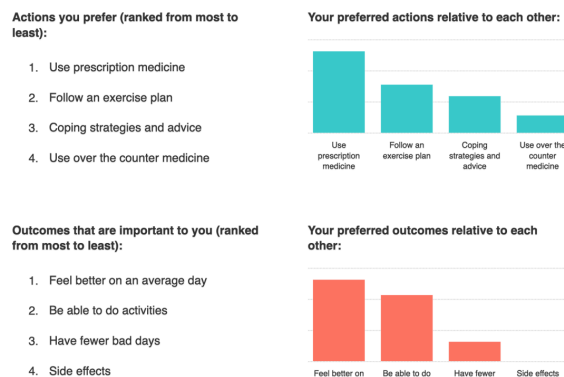 Actions you prefer (ranked from most to
least):
1. Use prescription medicine
2. Follow an exercise plan
3. Coping strategies and advice
4. Use over the counter medicine
Your preferred actions relative to each other:
Use
prescription
medicine
Follow an
exercise plan
Coping
strategies and
advice
Use over the
counter
medicine
Outcomes that are important to you (ranked
from most to least):
1. Feel better on an average day
2. Be able to do activities
3. Have fewer bad days
4. Side effects
Your preferred outcomes relative to each
other:
Feel better on
Be able to do
Have fewer
Side effects